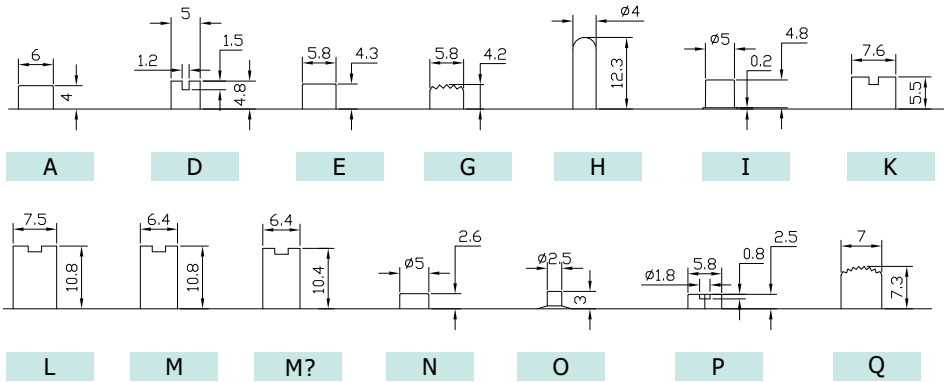 6 5 1.2 1.5 4.8 5.8 4.3 5.8 4.2 ø4 12.3 ø5 0.2 4.8 7.6 5.5
4
A D E G H I K
7.5 10.8 6.4 10.8 6.4 10.4 ø5 2.6 ø2.5 3 ø1.8 5.8 0.8 2.5 7 7.3
L M M? N O P Q